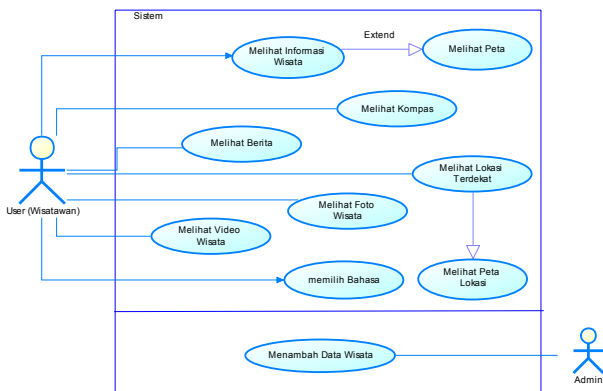 Sistem
Melihat Informasi
Wisata
Extend
Melihat Peta
Melihat Kompas
Melihat Berita
Melihat Lokasi
Terdekat
User (Wisatawan)
Melihat Foto
Wisata
Melihat Video
Wisata
memilih Bahasa
Melihat Peta
Lokasi
Menambah Data Wisata
Admin